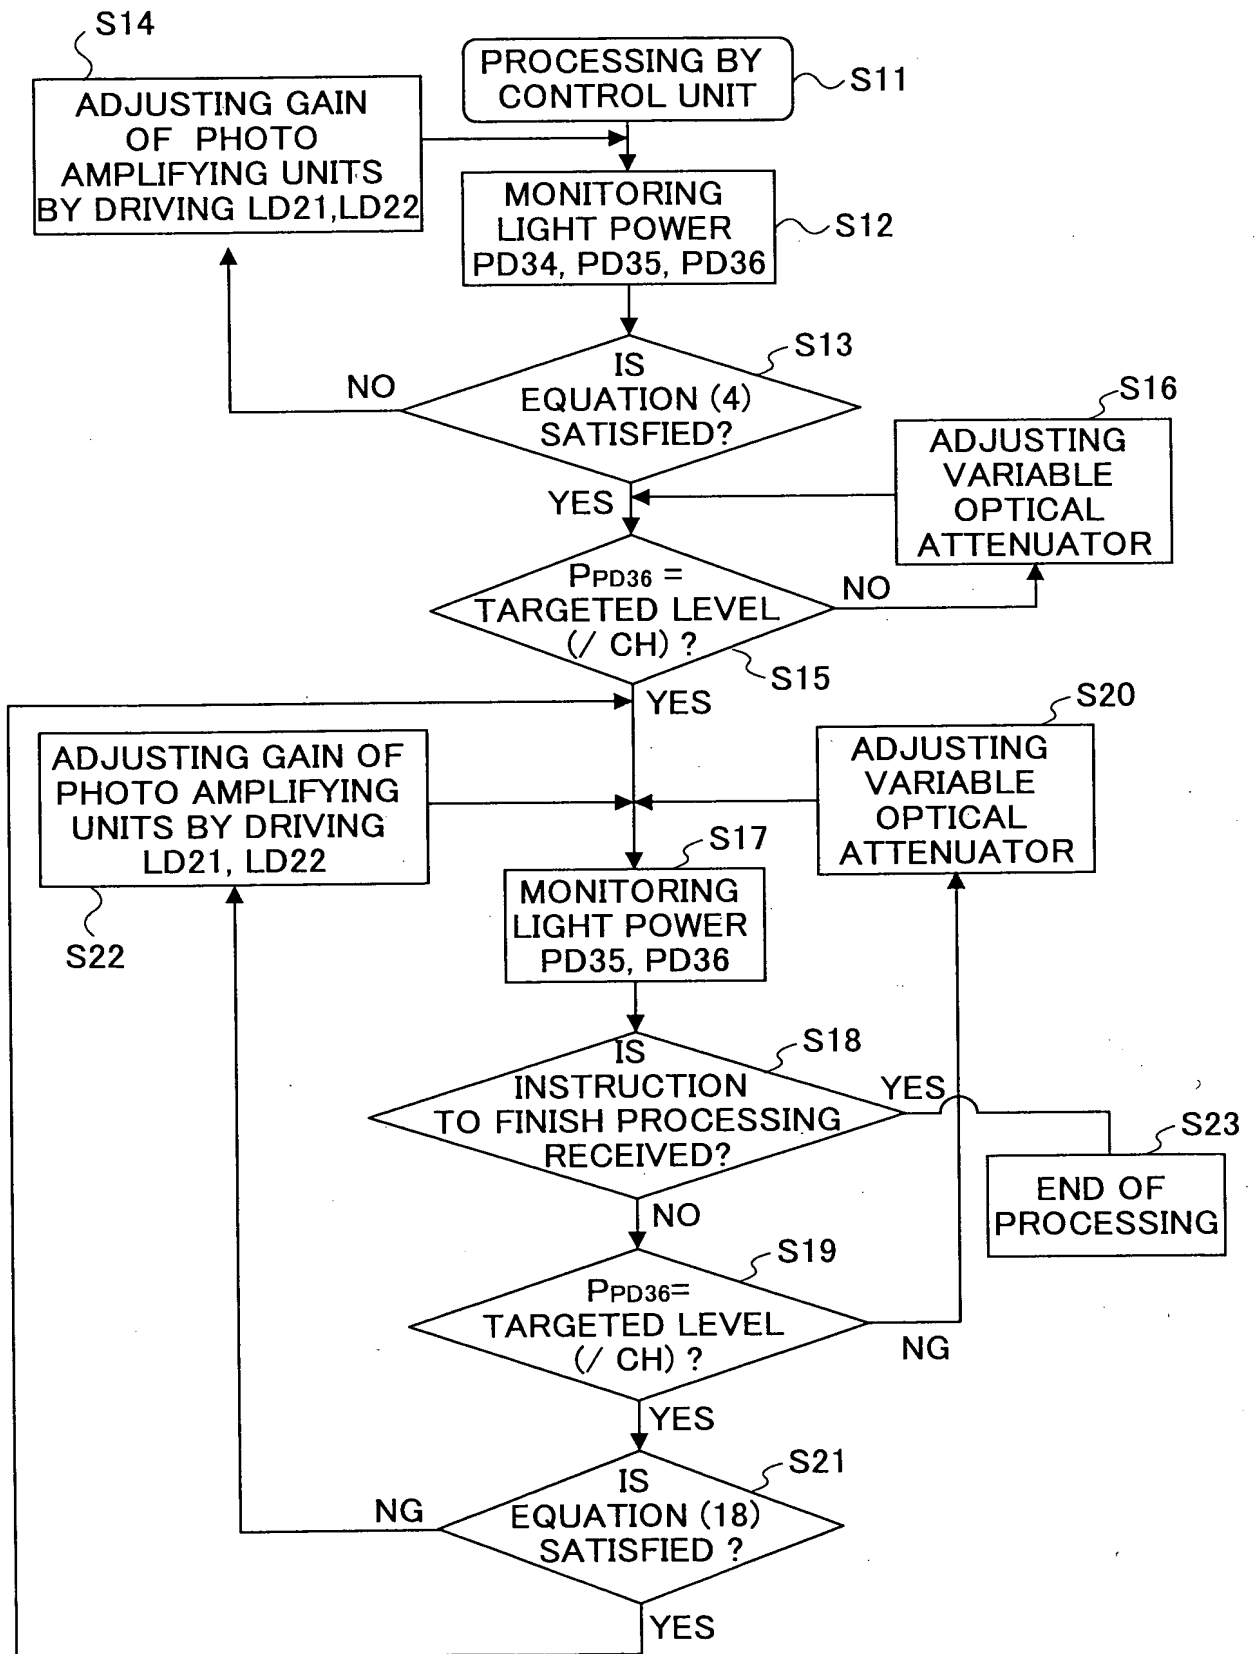 S14
PROCESSING BY
CONTROL UNIT
S11
ADJUSTING GAIN
OF PHOTO
AMPLIFYING UNITS
BY DRIVING LD21,LD22
MONITORING
LIGHT POWER
PD34, PD35, PD36
S12
IS
EQUATION (4)
SATISFIED?
S13
NO
YES
S16
ADJUSTING
VARIABLE
OPTICAL
ATTENUATOR
PPD36 =
TARGETED LEVEL
(/ CH) ?
NO
S15
YES
S20
ADJUSTING GAIN OF
PHOTO AMPLIFYING
UNITS BY DRIVING
LD21, LD22
S22
ADJUSTING
VARIABLE
OPTICAL
ATTENUATOR
S17
MONITORING
LIGHT POWER
PD35, PD36
S18
IS
INSTRUCTION
TO FINISH PROCESSING
RECEIVED?
YES
S23
END OF
PROCESSING
NO
S19
PPD36=
TARGETED LEVEL
(/ CH) ?
NG
YES
S21
IS
EQUATION (18)
SATISFIED ?
NG
YES